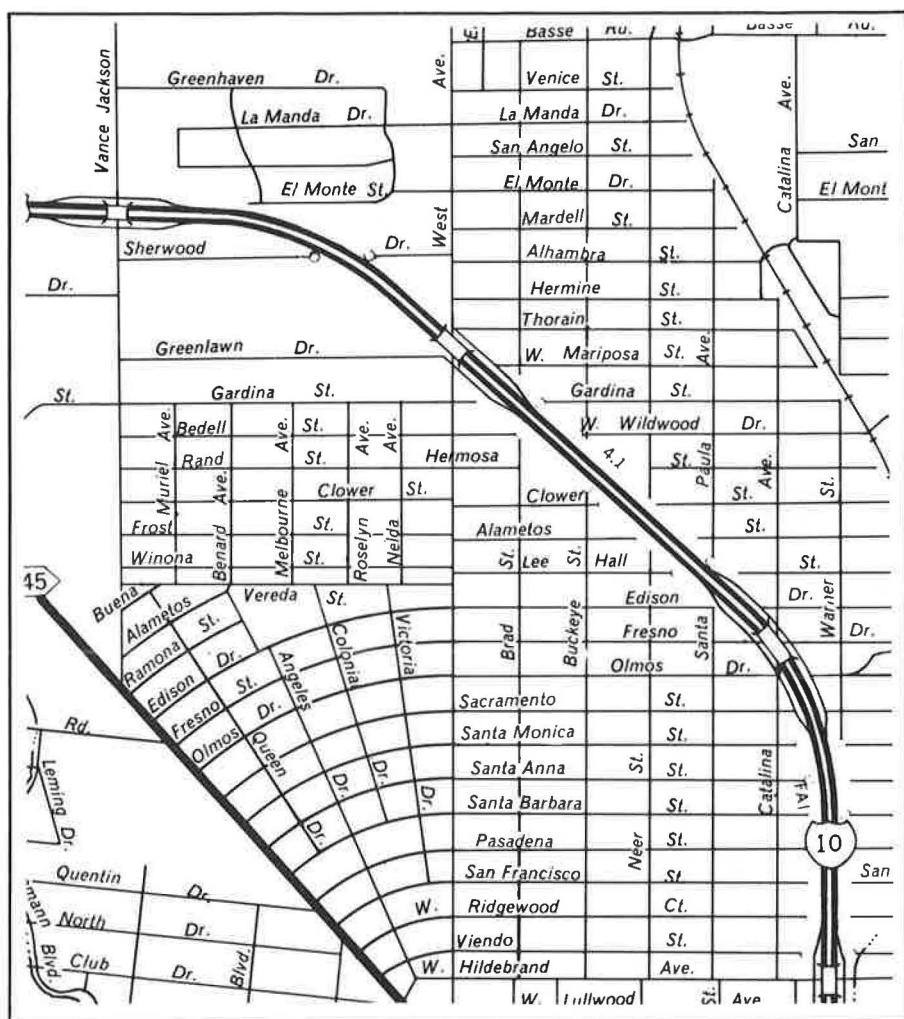 E. Basse Rd. Basse Rd.
Vance Jackson
Greenhaven Dr.
Ave.
Venice St.
Catalina Ave.
La Manda Dr.
La Manda Dr.
San Angelo St.
San
El Monte St.
El Monte Dr.
El Mont
West
Mardell St.
Sherwood Dr.
Alhambra St.
Dr.
Hermine St.
Thorain St.
Greenlawn Dr.
W. Mariposa St.
Ave.
St.
Gardina St.
Gardina St.
Muriel Ave.
Bedell St.
Ave.
Ave.
Ave.
W. Wildwood Dr.
4.1
Rand St.
Hermosa St.
Paula
Ave.
St.
Benard Ave.
Clower St.
Clower St.
Melbourne
Roselyn
Nelda
Frost St.
Alametos St.
Winona St.
St.
Lee Hall St.
St.
45
Buena Vereda St.
Edison Dr.
Warner
Alametos St.
Fresno Dr.
Ramona
Colonial
Victoria
Brad
Buckeye
Santa
Edison Dr.
Angeles
Olmos Dr.
Fresno St.
Sacramento St.
Olmos Dr.
Queen
Santa Monica St.
Rd.
Santa Anna St.
St.
Leming Dr.
Dr.
Dr.
Dr.
Dr.
Santa Barbara St.
Catalina
FAI
10
Pasadena St.
Neer
San Francisco St.
San
Quentin Dr.
W. Ridgewood Ct.
North Dr.
Viendo St.
mann Blvd.
Club Dr.
Blvd.
W. Hildebrand Ave.
W. Lullwood Ave.
St.